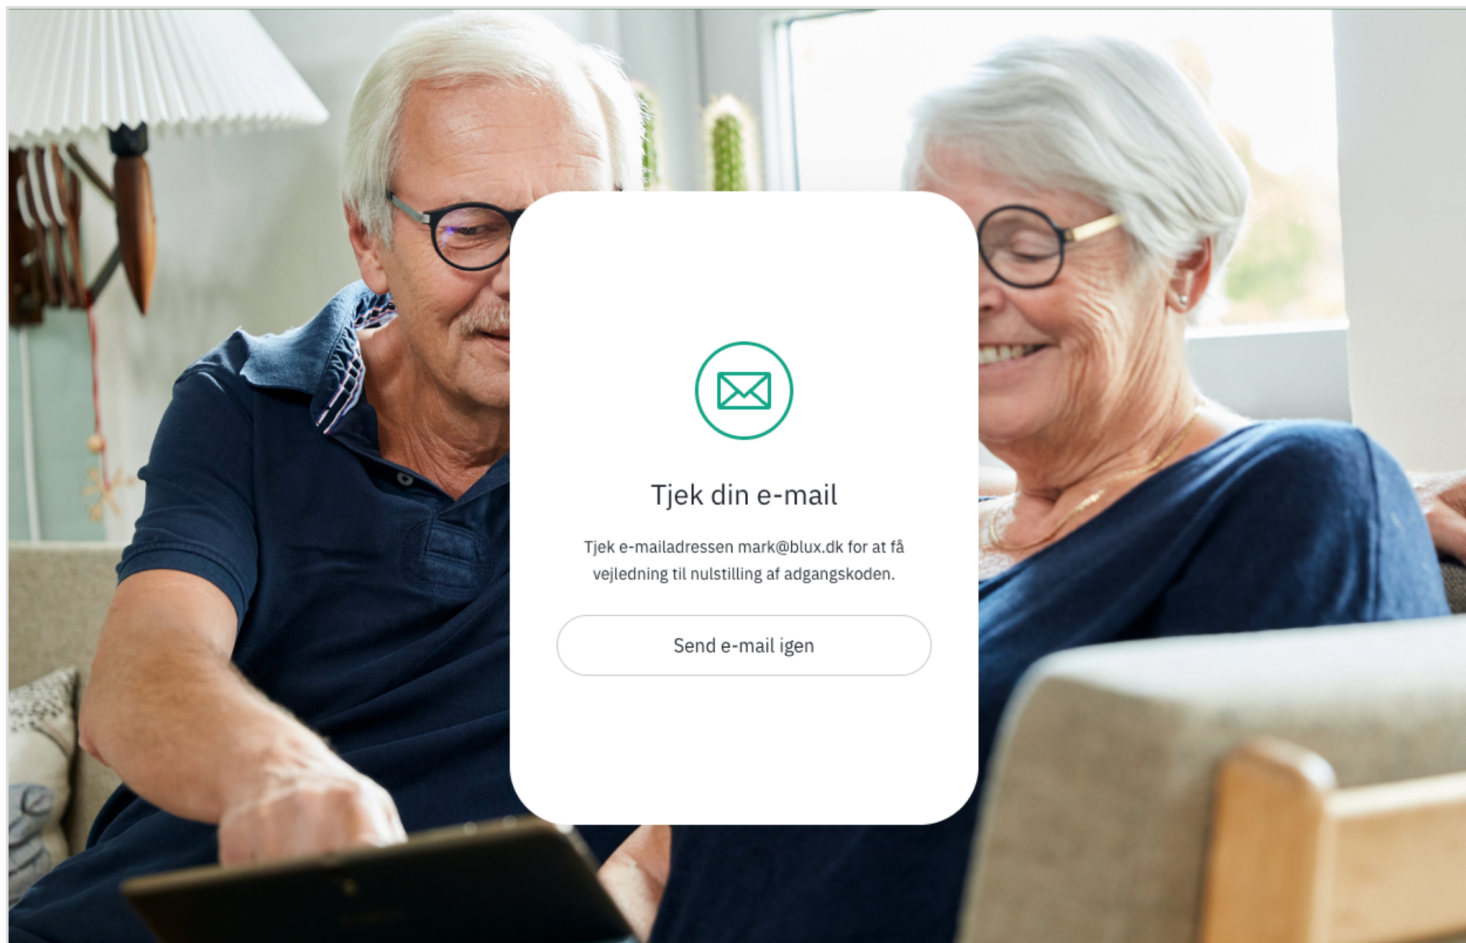 Tjek din e-mail
Tjek e-mailadressen mark@blux.dk for at få
vejledning til nulstilling af adgangskoden.
Send e-mail igen